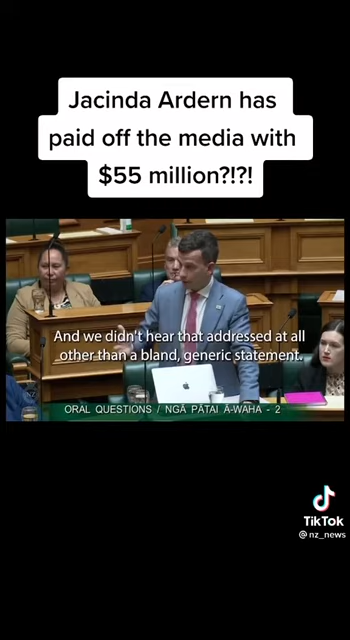 Jacinda Ardern has
paid off the media with
$55 million?!?!
And we didn't hear that addressed at all
other than a bland, generic statement.
ORAL QUESTIONS / NGĀ PĀTAI Ā-WAHA - 2
TikTok
@nz_news